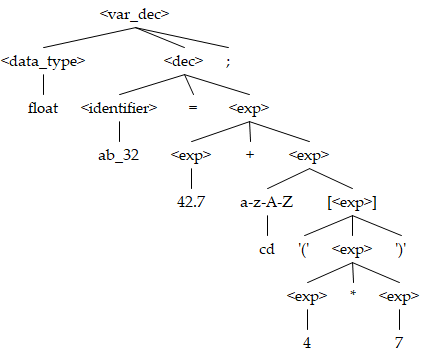 <var_dec>
<data_type> <dec> ;
float <identifier> = <exp>
ab_32 <exp> + <exp>
42.7 a-z-A-Z [<exp>]
cd '(' <exp> ')'
<exp> * <exp>
4 7